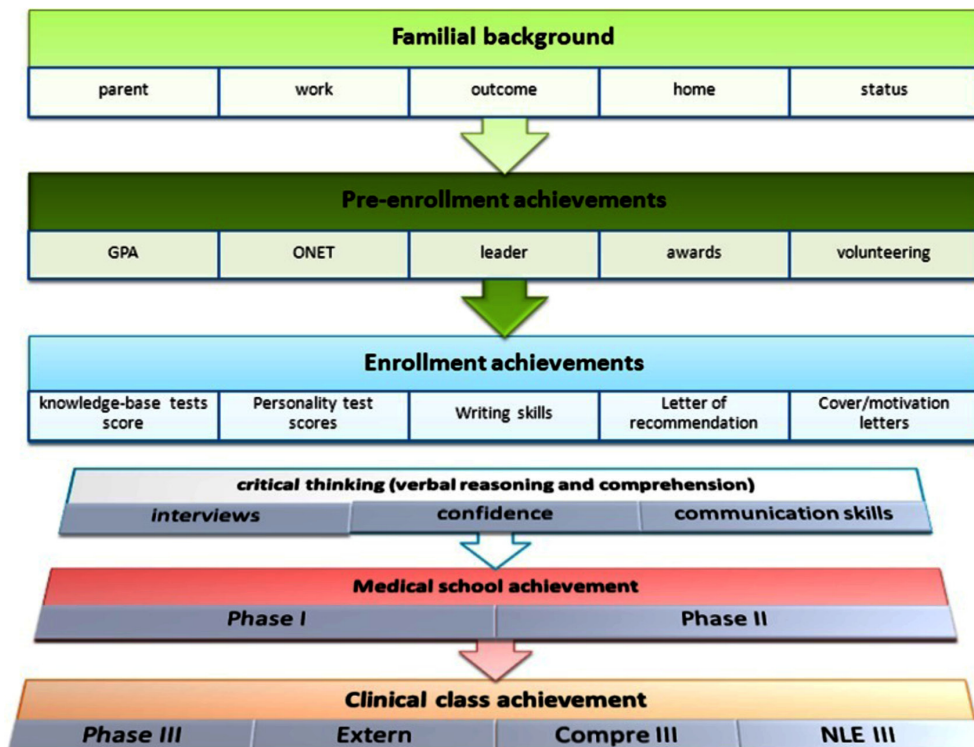 Familial background
parent work outcome home status
Pre-enrollment achievements
GPA ONET leader awards volunteering
Enrollment achievements
knowledge-base tests score
Personality test scores
Writing skills
Letter of recommendation
Cover/motivation letters
critical thinking (verbal reasoning and comprehension)
interviews confidence communication skills
Medical school achievement
Phase I Phase II
Clinical class achievement
Phase III Extern Compre III NLE III